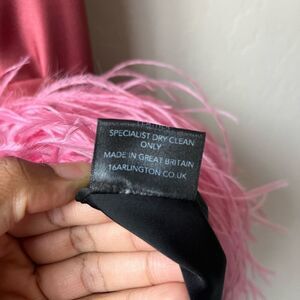 SPECIALIST DRY CLEAN
ONLY
MADE IN GREAT BRITAIN
16ARLINGTON.CO.UK